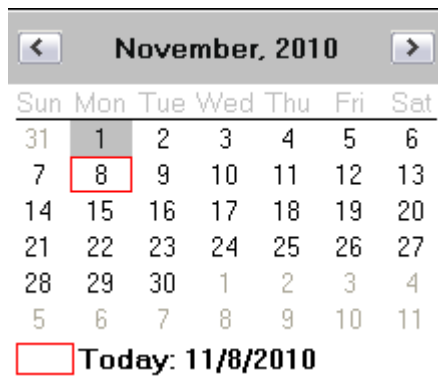 November, 2010
Sun Mon Tue Wed Thu Fri Sat
31 1 2 3 4 5 6
7 8 9 10 11 12 13
14 15 16 17 18 19 20
21 22 23 24 25 26 27
28 29 30 1 2 3 4
5 6 7 8 9 10 11
Today: 11/8/2010